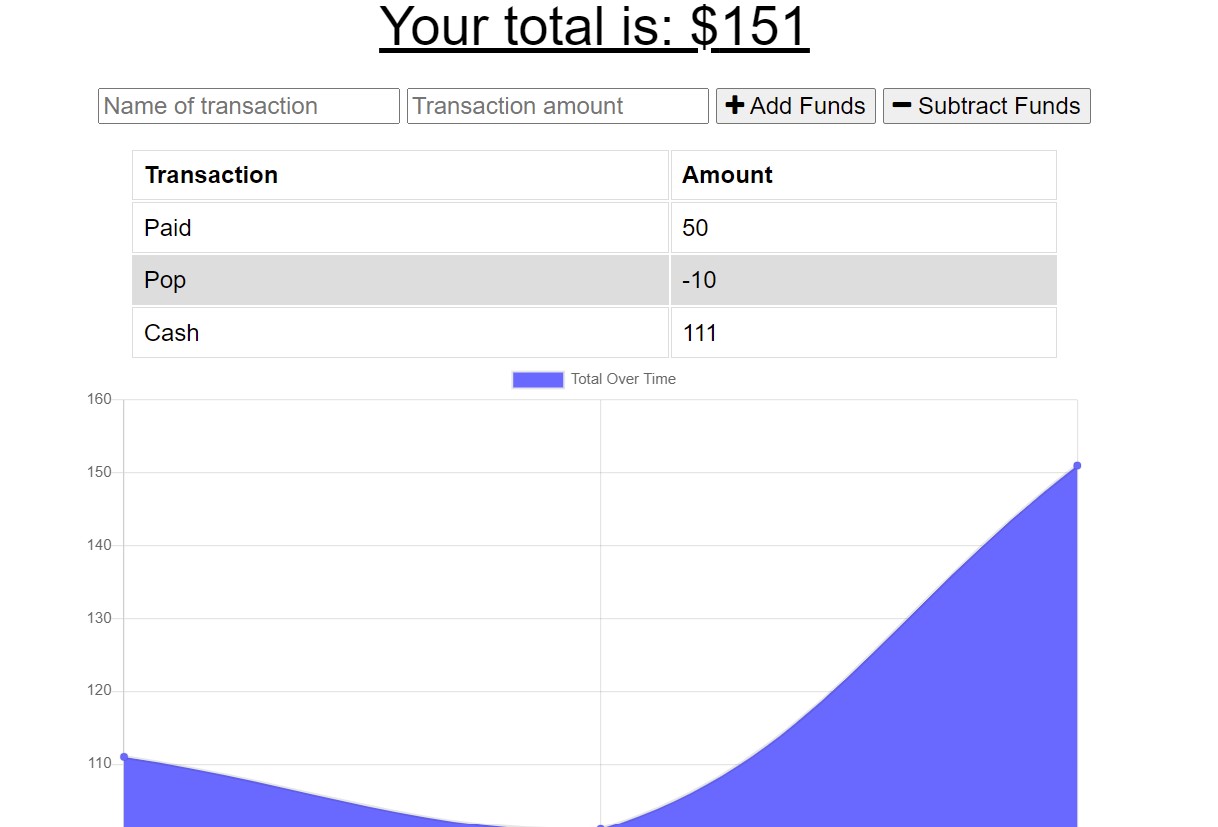 Your total is: $151
Name of transaction Transaction amount + Add Funds − Subtract Funds
Transaction Amount
Paid 50
Pop -10
Cash 111
Total Over Time
160
150
140
130
120
110